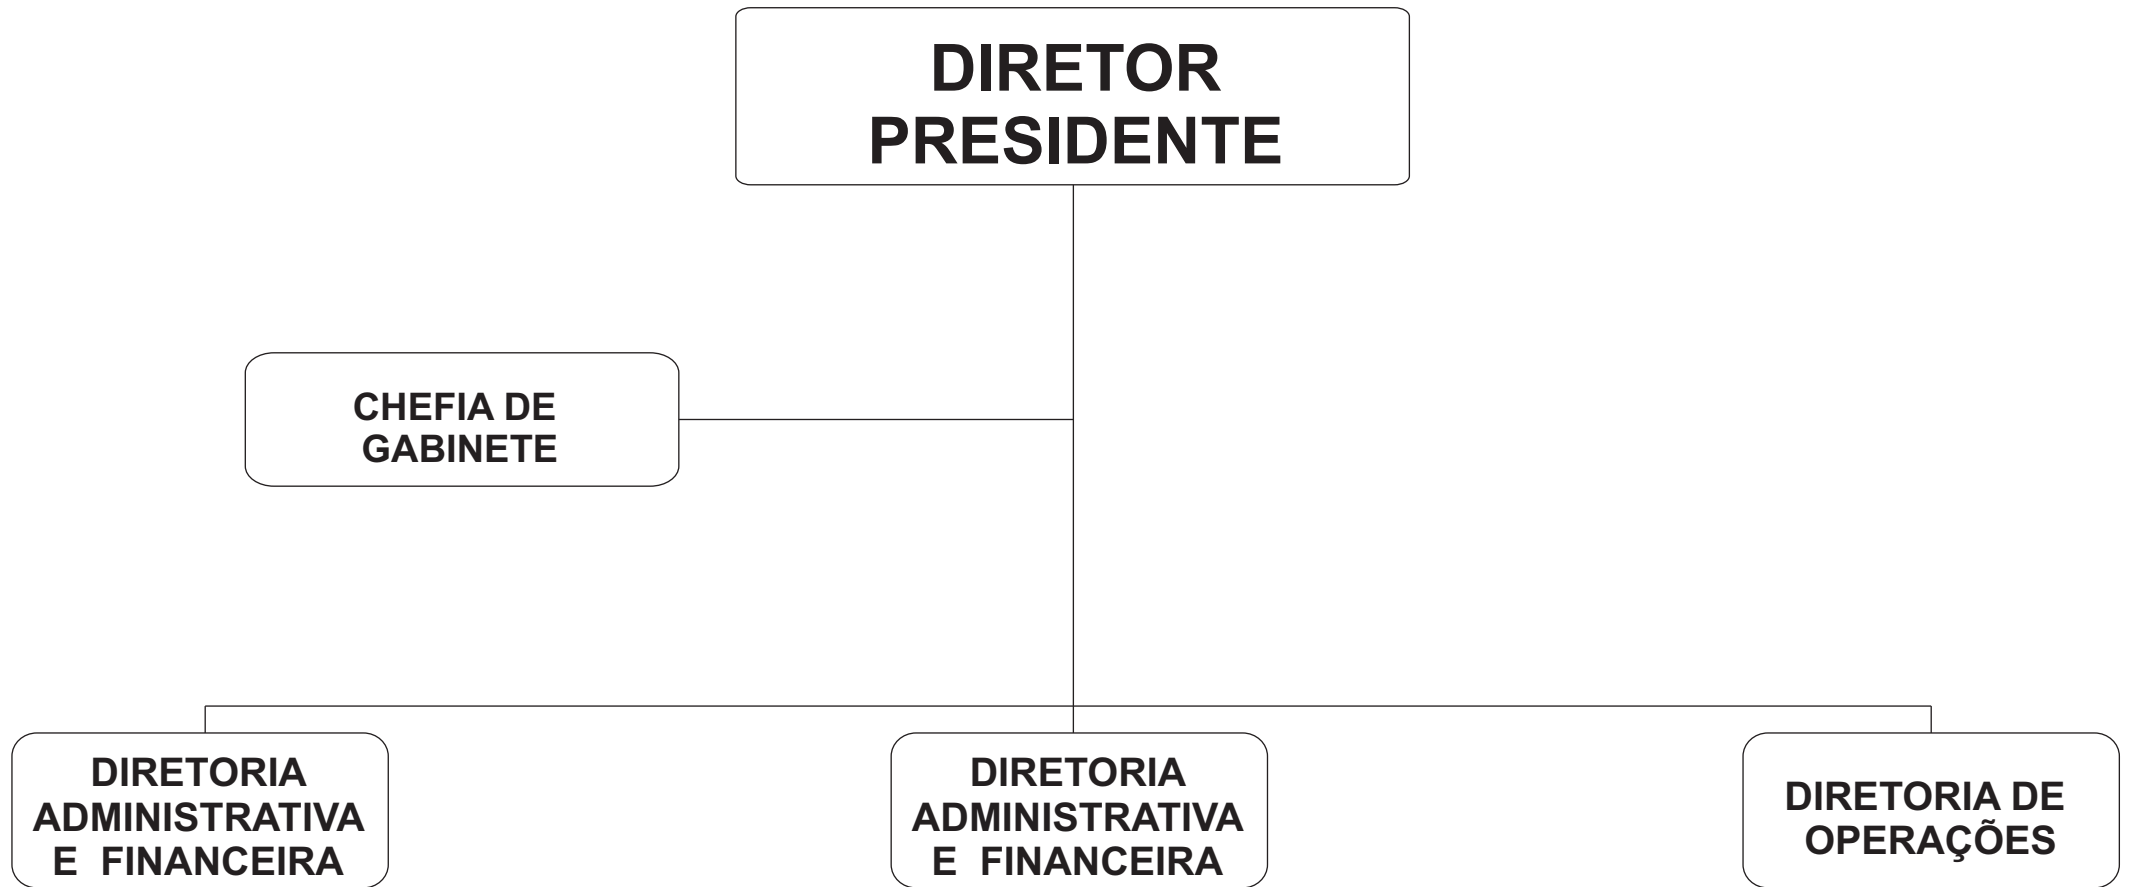 DIRETOR
PRESIDENTE
CHEFIA DE
GABINETE
DIRETORIA
ADMINISTRATIVA
E FINANCEIRA
DIRETORIA
ADMINISTRATIVA
E FINANCEIRA
DIRETORIA DE
OPERAÇÕES